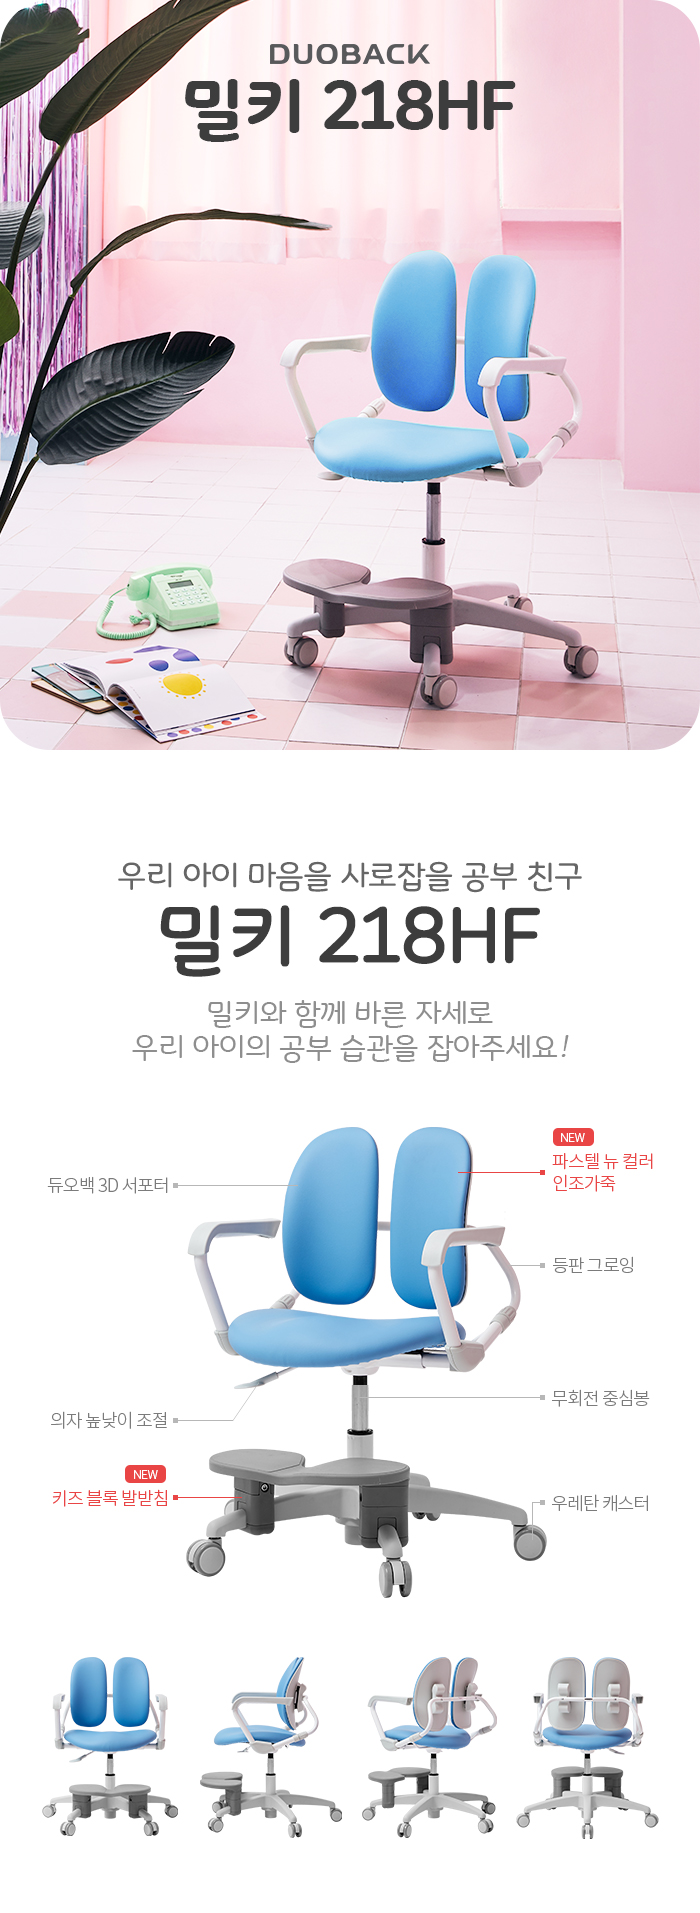 DUOBACK
밀키 218HF
우리 아이 마음을 사로잡을 공부 친구
밀키 218HF
밀키와 함께 바른 자세로
우리 아이의 공부 습관을 잡아주세요!
NEW
파스텔 뉴 컬러
인조가죽
듀오백 3D 서포터
등판 그로잉
무회전 중심봉
의자 높낮이 조절
NEW
키즈 블록 발받침
우레탄 캐스터